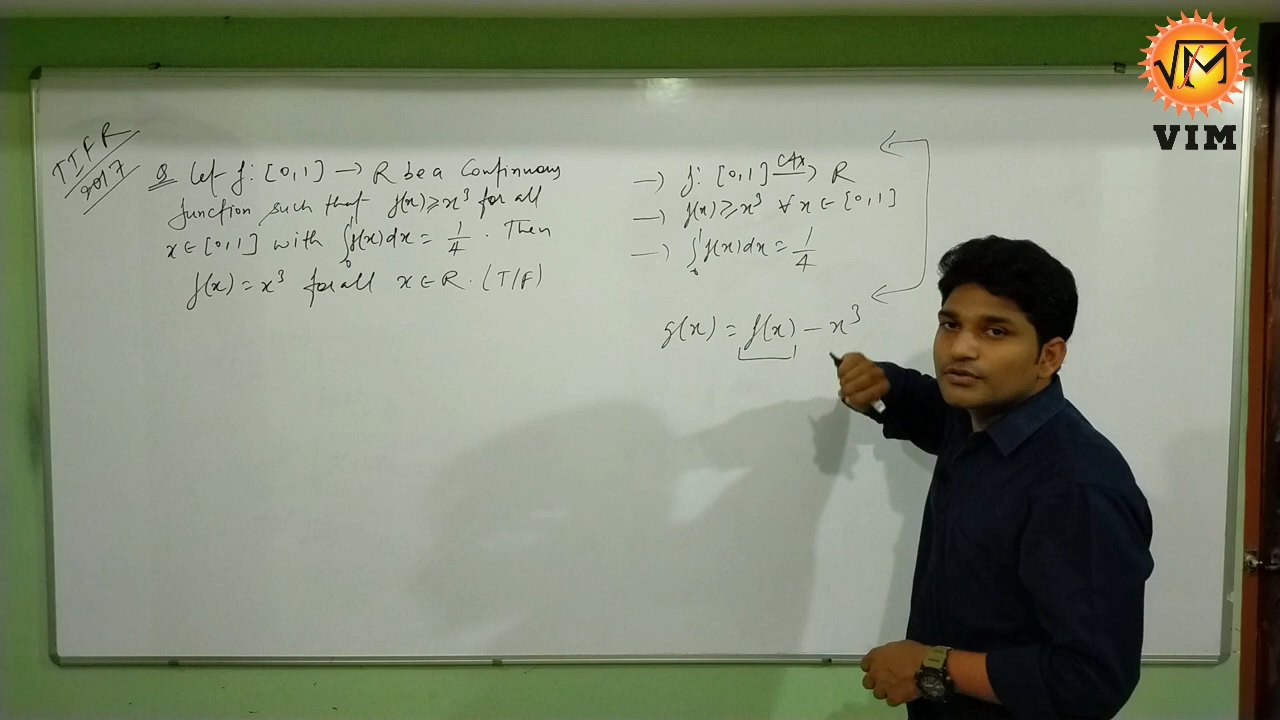 TIFR
2017
Q Let f: [0,1] → R be a Continuous
function such that f(x) ≥ x³ for all
x ∈ [0,1] with ∫₀¹ f(x)dx = 1/4. Then
f(x) = x³ for all x ∈ R. (T/F)
→ f: [0,1] —cts→ R
→ f(x) ≥ x³ ∀ x ∈ [0,1]
→ ∫₀¹ f(x)dx = 1/4
g(x) = f(x) - x³
√M
VIM